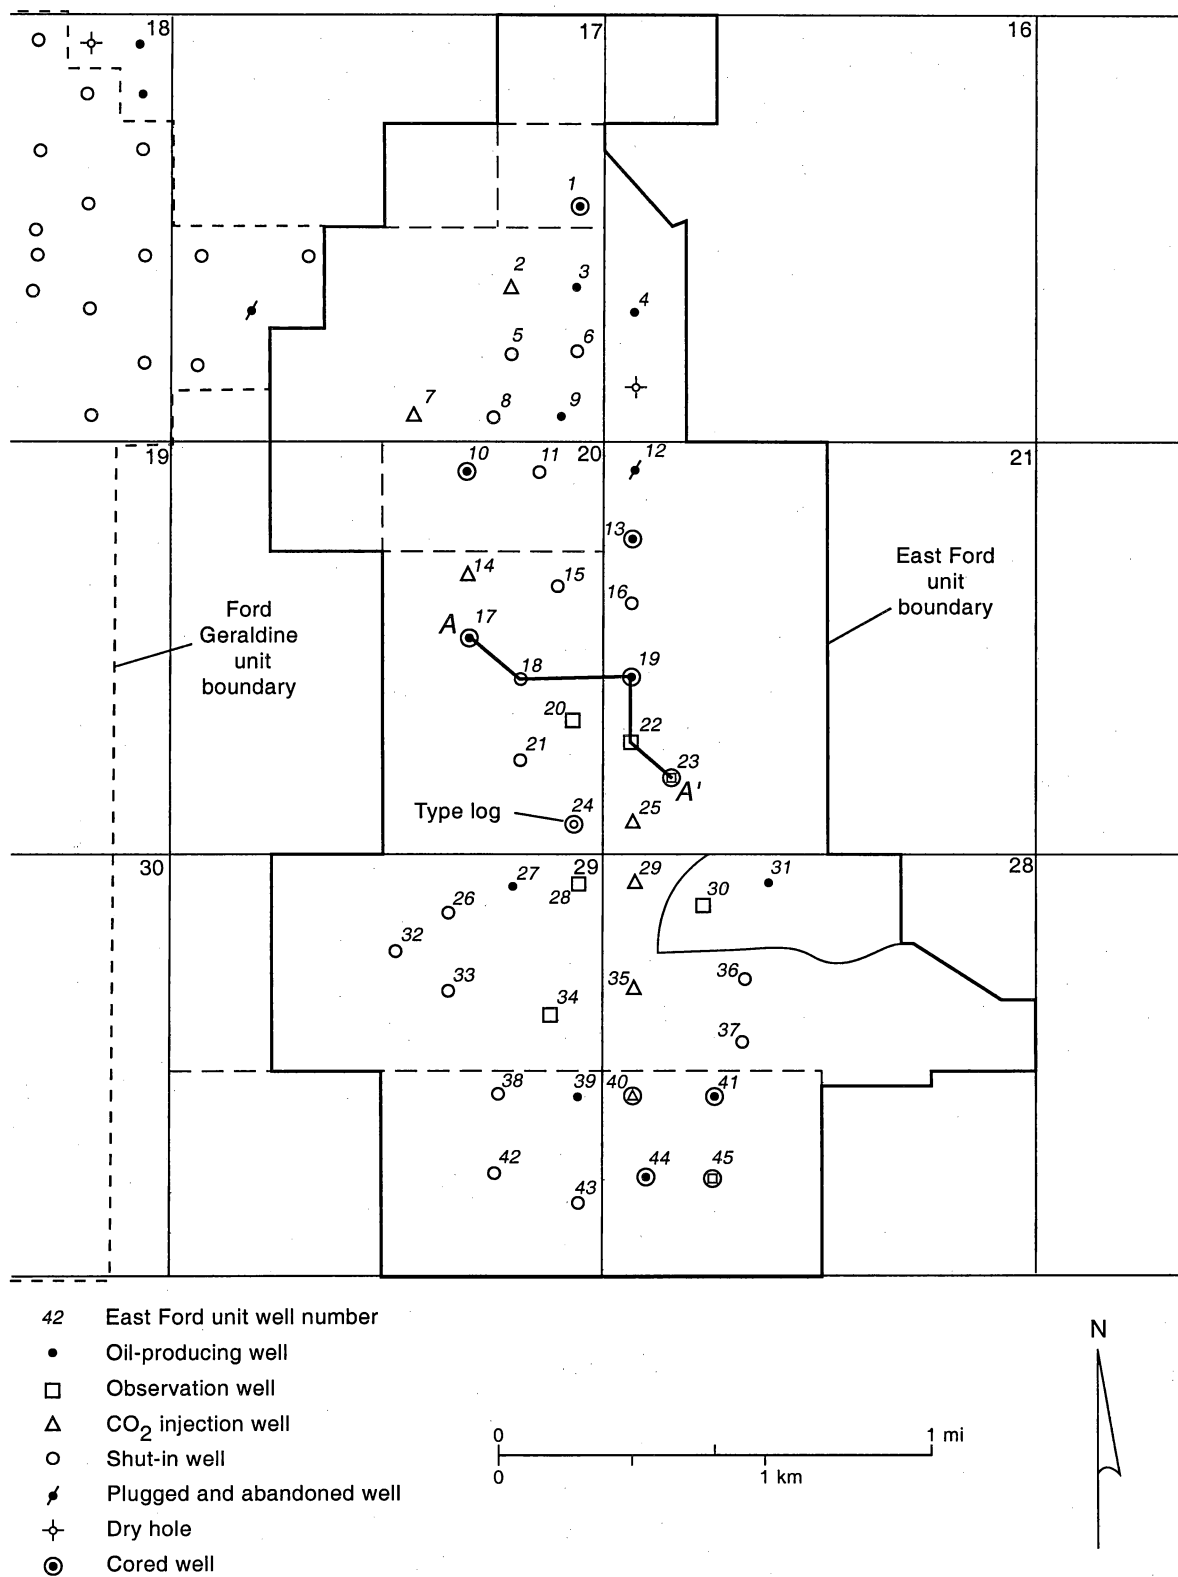 18
17
16
1
2
3
4
5
6
7
8
9
19
10
11
20
12
21
13
14
15
16
East Ford
unit
boundary
Ford
Geraldine
unit
boundary
A
17
18
19
20
22
21
23
A'
Type log
24
25
30
27
29
28
29
31
28
30
26
32
33
34
35
36
37
38
39
40
41
42
43
44
45
42 East Ford unit well number
Oil-producing well
Observation well
CO2 injection well
Shut-in well
Plugged and abandoned well
Dry hole
Cored well
N
0 1 mi
0 1 km